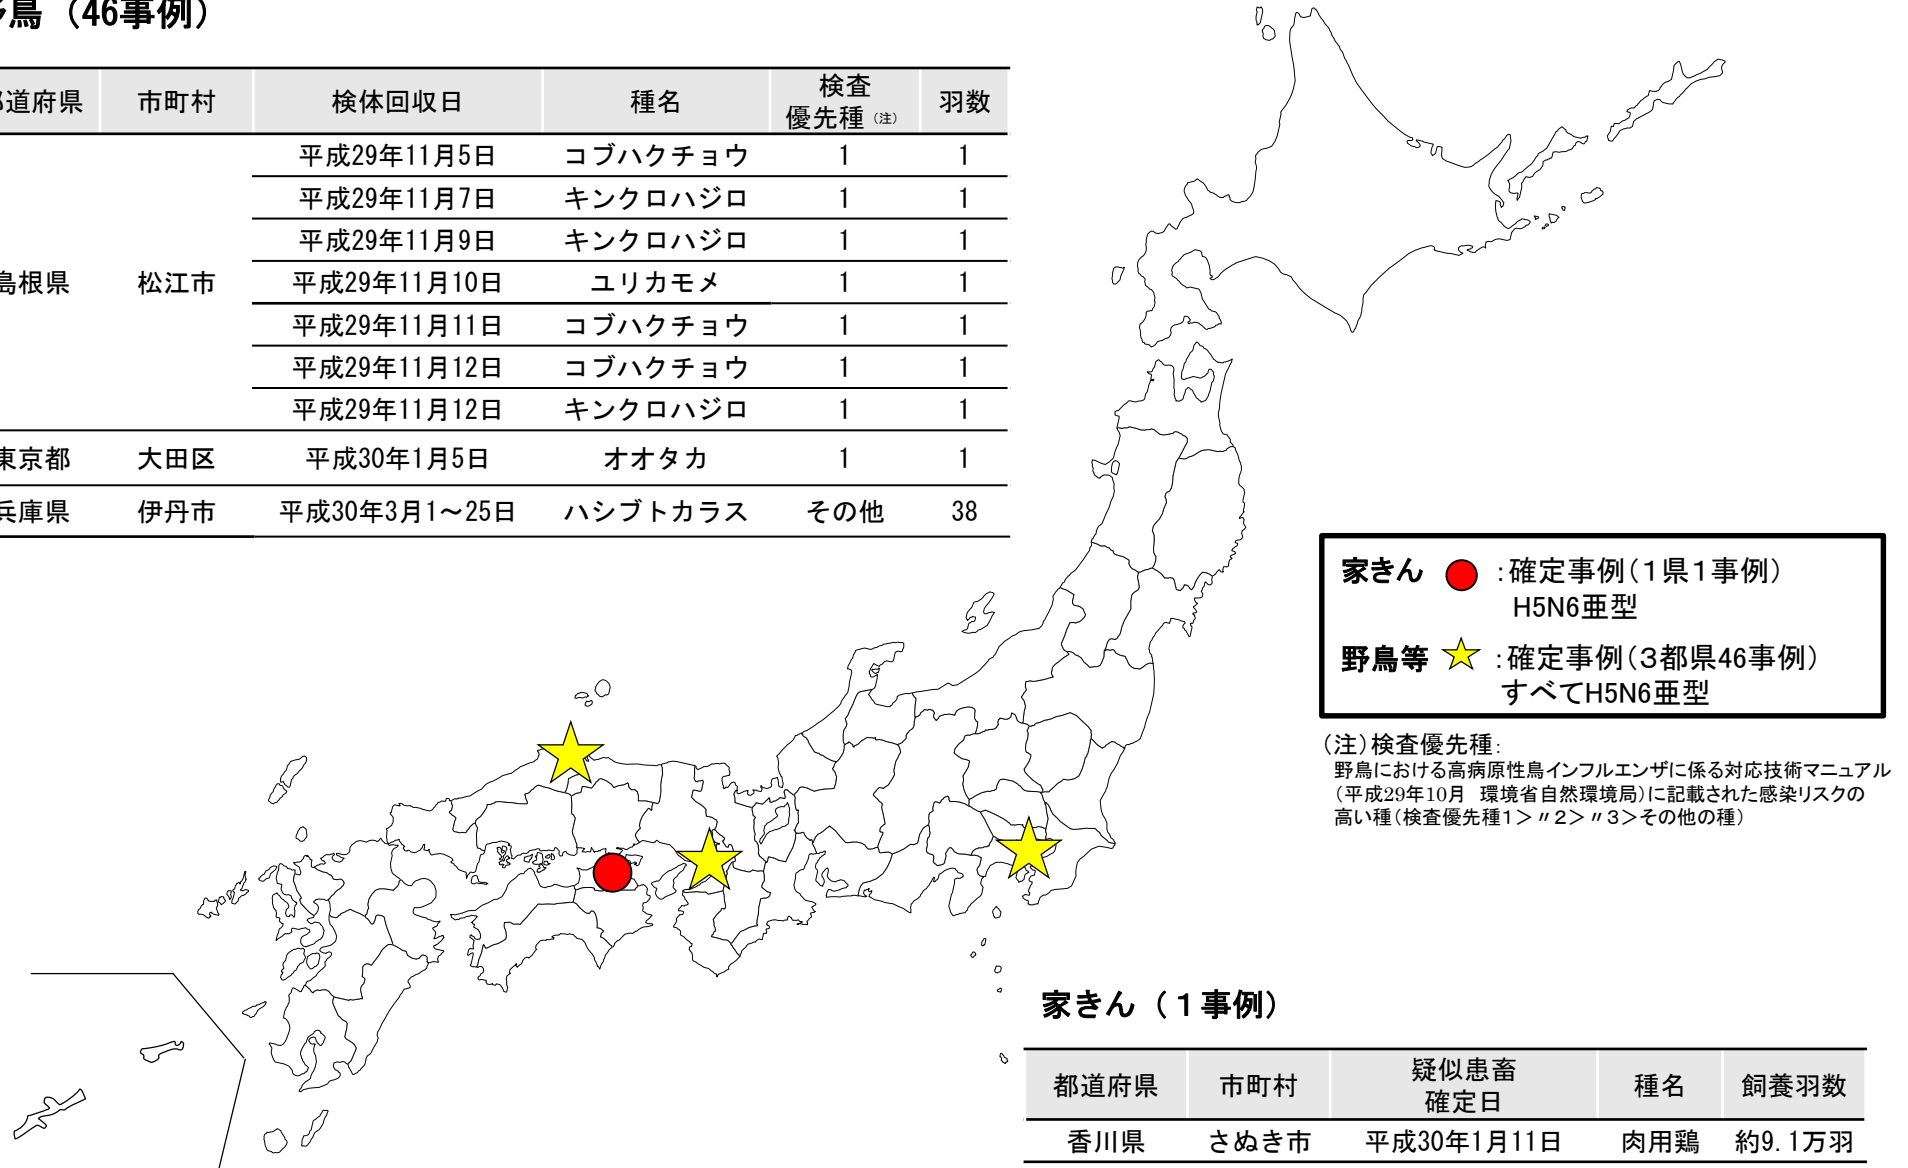 野鳥（46事例）
都道府県 市町村 検体回収日 種名 検査優先種（注） 羽数
島根県 松江市 平成29年11月5日 コブハクチョウ 1 1
平成29年11月7日 キンクロハジロ 1 1
平成29年11月9日 キンクロハジロ 1 1
平成29年11月10日 ユリカモメ 1 1
平成29年11月11日 コブハクチョウ 1 1
平成29年11月12日 コブハクチョウ 1 1
平成29年11月12日 キンクロハジロ 1 1
東京都 大田区 平成30年1月5日 オオタカ 1 1
兵庫県 伊丹市 平成30年3月1～25日 ハシブトカラス その他 38
家きん ：確定事例（１県１事例）
H5N6亜型
野鳥等 ：確定事例（３都県46事例）
すべてH5N6亜型
（注）検査優先種：
野鳥における高病原性鳥インフルエンザに係る対応技術マニュアル
（平成29年10月　環境省自然環境局）に記載された感染リスクの
高い種（検査優先種１＞〃２＞〃３＞その他の種）
家きん（１事例）
都道府県 市町村 疑似患畜確定日 種名 飼養羽数
香川県 さぬき市 平成30年1月11日 肉用鶏 約9.1万羽